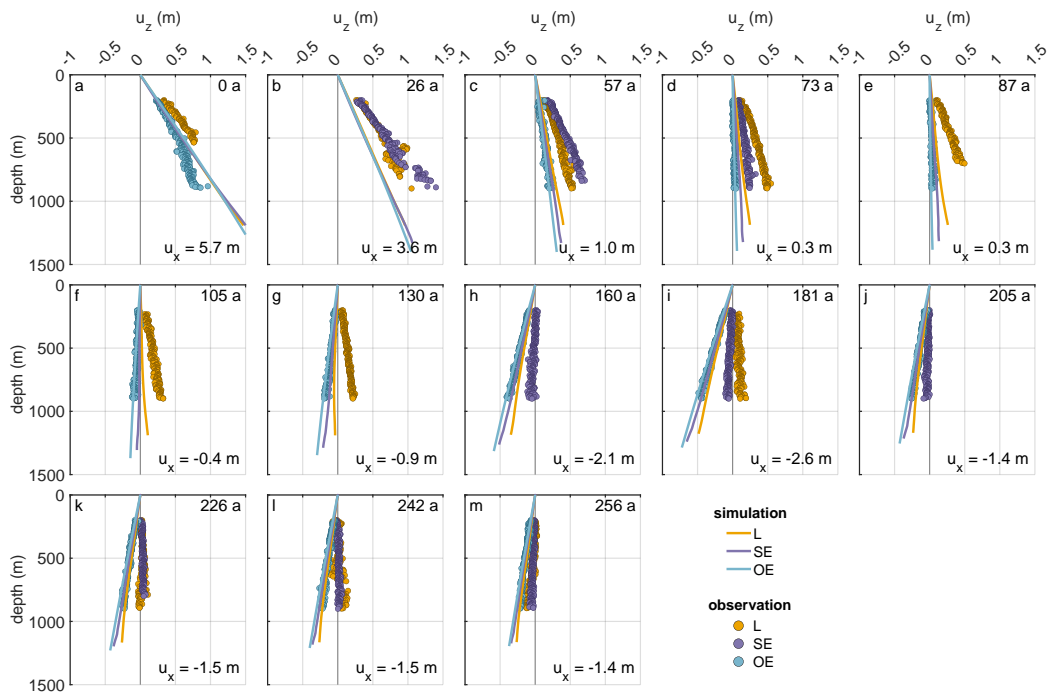 u_z (m) u_z (m) u_z (m) u_z (m) u_z (m)
-1 -0.5 0 0.5 1 1.5 -1 -0.5 0 0.5 1 1.5 -1 -0.5 0 0.5 1 1.5 -1 -0.5 0 0.5 1 1.5 -1 -0.5 0 0.5 1 1.5
0
a 0 a b 26 a c 57 a d 73 a e 87 a
500
depth (m)
1000
u_x = 5.7 m u_x = 3.6 m u_x = 1.0 m u_x = 0.3 m u_x = 0.3 m
1500
0
f 105 a g 130 a h 160 a i 181 a j 205 a
500
depth (m)
1000
u_x = -0.4 m u_x = -0.9 m u_x = -2.1 m u_x = -2.6 m u_x = -1.4 m
1500
0
k 226 a l 242 a m 256 a
500
depth (m)
1000
u_x = -1.5 m u_x = -1.5 m u_x = -1.4 m
1500
simulation
L
SE
OE
observation
L
SE
OE